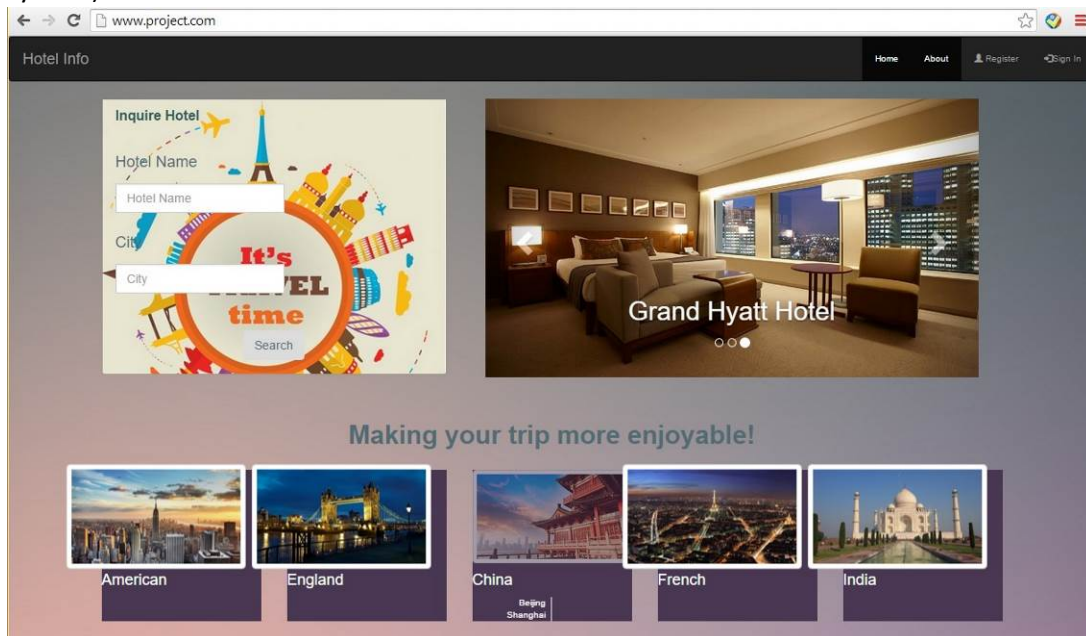 www.project.com
Hotel Info
Home About Register Sign In
Inquire Hotel
Hotel Name
Hotel Name
City
City
It's
time
Search
Grand Hyatt Hotel
Making your trip more enjoyable!
American England China French India
Beijing
Shanghai